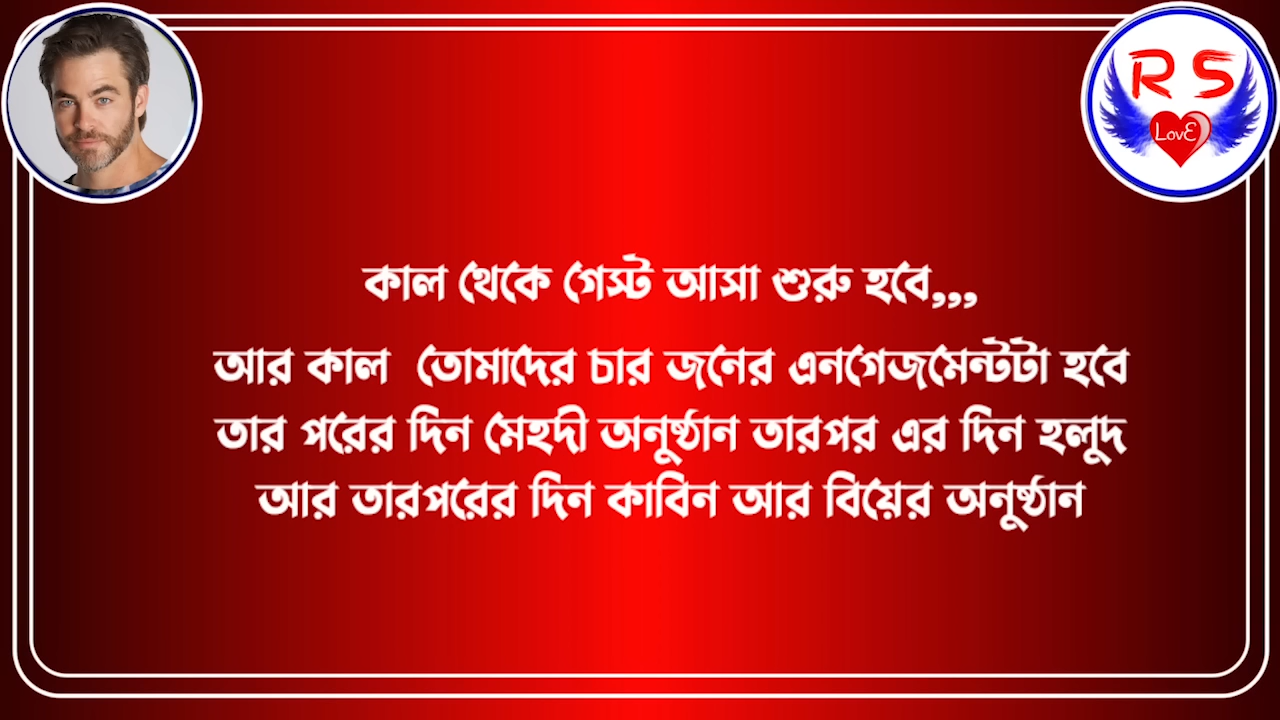 R S
LovE
কাল থেকে গেস্ট আসা শুরু হবে,,,
আর কাল তোমাদের চার জনের এনগেজমেন্টটা হবে
তার পরের দিন মেহদী অনুষ্ঠান তারপর এর দিন হলুদ
আর তারপরের দিন কাবিন আর বিয়ের অনুষ্ঠান